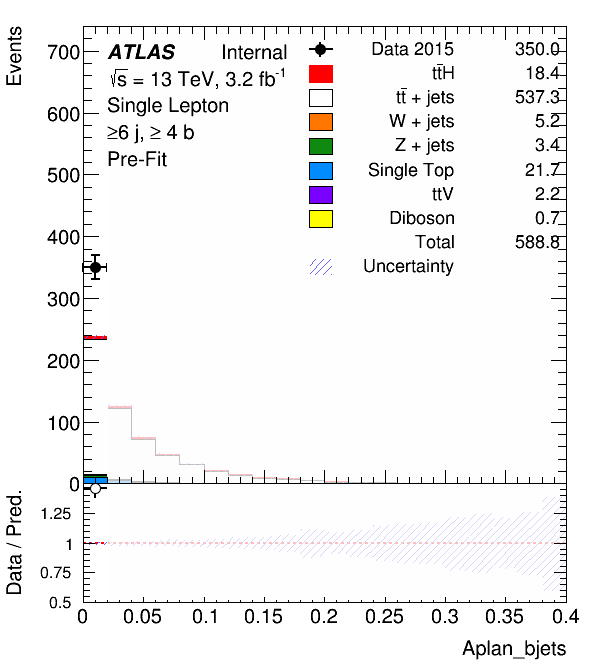 Events
700
600
500
400
300
200
100
0
ATLAS Internal
√s = 13 TeV, 3.2 fb⁻¹
Single Lepton
≥6 j, ≥ 4 b
Pre-Fit
Data 2015 350.0
tt̄H 18.4
tt̄ + jets 537.3
W + jets 5.2
Z + jets 3.4
Single Top 21.7
ttV 2.2
Diboson 0.7
Total 588.8
Uncertainty
Data / Pred.
1.25
1
0.75
0.5
0 0.05 0.1 0.15 0.2 0.25 0.3 0.35 0.4
Aplan_bjets